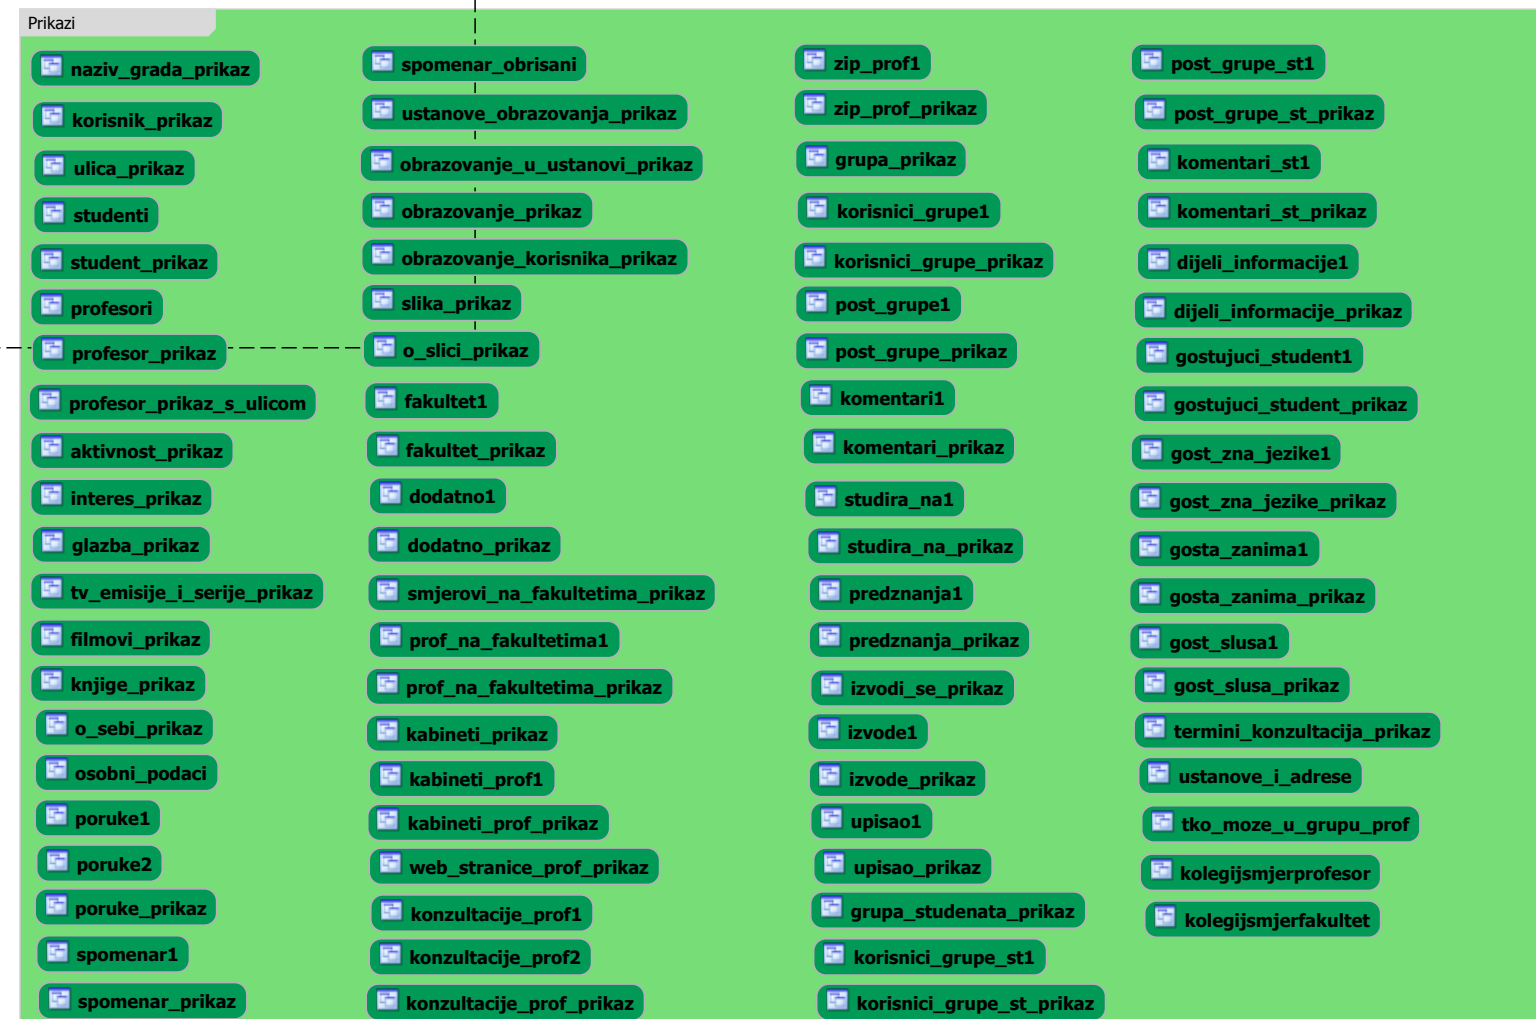 Prikazi
naziv_grada_prikaz
korisnik_prikaz
ulica_prikaz
studenti
student_prikaz
profesori
profesor_prikaz
profesor_prikaz_s_ulicom
aktivnost_prikaz
interes_prikaz
glazba_prikaz
tv_emisije_i_serije_prikaz
filmovi_prikaz
knjige_prikaz
o_sebi_prikaz
osobni_podaci
poruke1
poruke2
poruke_prikaz
spomenar1
spomenar_prikaz
spomenar_obrisani
ustanove_obrazovanja_prikaz
obrazovanje_u_ustanovi_prikaz
obrazovanje_prikaz
obrazovanje_korisnika_prikaz
slika_prikaz
o_slici_prikaz
fakultet1
fakultet_prikaz
dodatno1
dodatno_prikaz
smjerovi_na_fakultetima_prikaz
prof_na_fakultetima1
prof_na_fakultetima_prikaz
kabineti_prikaz
kabineti_prof1
kabineti_prof_prikaz
web_stranice_prof_prikaz
konzultacije_prof1
konzultacije_prof2
konzultacije_prof_prikaz
zip_prof1
zip_prof_prikaz
grupa_prikaz
korisnici_grupe1
korisnici_grupe_prikaz
post_grupe1
post_grupe_prikaz
komentari1
komentari_prikaz
studira_na1
studira_na_prikaz
predznanja1
predznanja_prikaz
izvodi_se_prikaz
izvode1
izvode_prikaz
upisao1
upisao_prikaz
grupa_studenata_prikaz
korisnici_grupe_st1
korisnici_grupe_st_prikaz
post_grupe_st1
post_grupe_st_prikaz
komentari_st1
komentari_st_prikaz
dijeli_informacije1
dijeli_informacije_prikaz
gostujuci_student1
gostujuci_student_prikaz
gost_zna_jezike1
gost_zna_jezike_prikaz
gosta_zanima1
gosta_zanima_prikaz
gost_slusa1
gost_slusa_prikaz
termini_konzultacija_prikaz
ustanove_i_adrese
tko_moze_u_grupu_prof
kolegijsmjerprofesor
kolegijsmjerfakultet